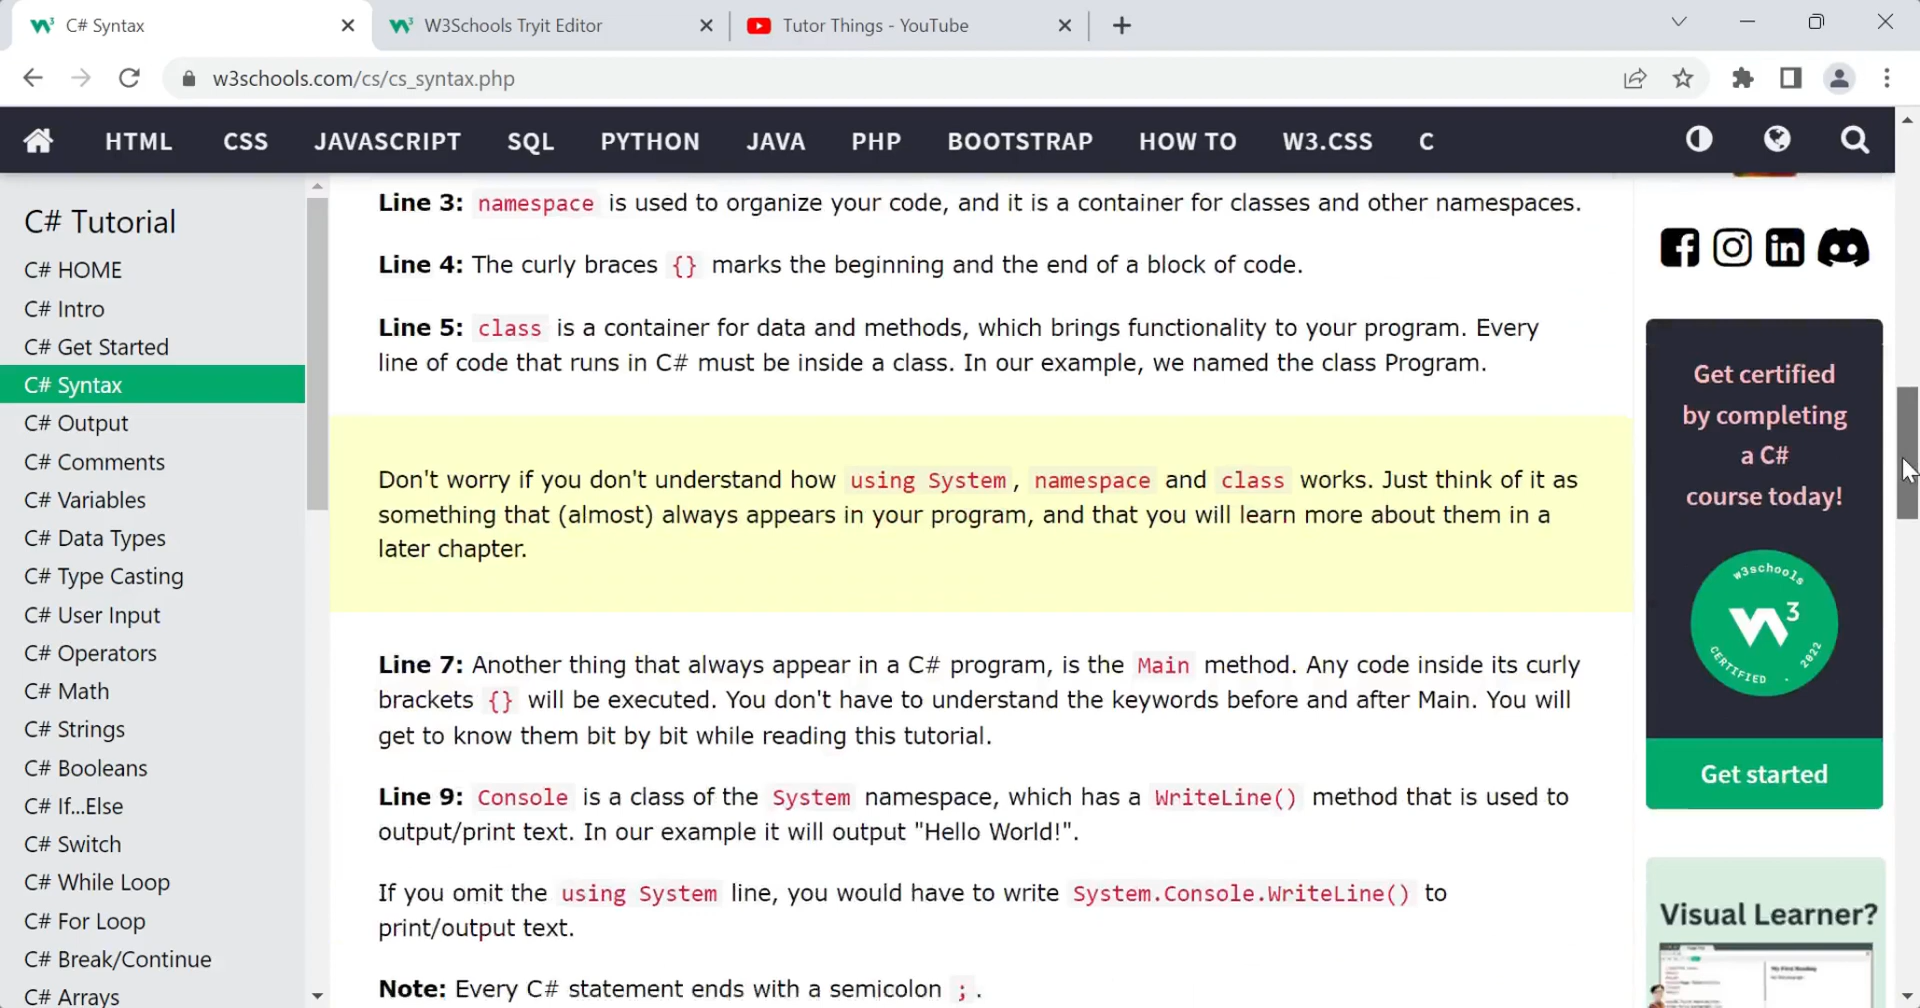 C# Syntax
W3Schools Tryit Editor
Tutor Things - YouTube
w3schools.com/cs/cs_syntax.php
HTML CSS JAVASCRIPT SQL PYTHON JAVA PHP BOOTSTRAP HOW TO W3.CSS C
C# Tutorial
C# HOME
C# Intro
C# Get Started
C# Syntax
C# Output
C# Comments
C# Variables
C# Data Types
C# Type Casting
C# User Input
C# Operators
C# Math
C# Strings
C# Booleans
C# If...Else
C# Switch
C# While Loop
C# For Loop
C# Break/Continue
C# Arrays
Line 3: namespace is used to organize your code, and it is a container for classes and other namespaces.
Line 4: The curly braces {} marks the beginning and the end of a block of code.
Line 5: class is a container for data and methods, which brings functionality to your program. Every
line of code that runs in C# must be inside a class. In our example, we named the class Program.
Don't worry if you don't understand how using System, namespace and class works. Just think of it as
something that (almost) always appears in your program, and that you will learn more about them in a
later chapter.
Line 7: Another thing that always appear in a C# program, is the Main method. Any code inside its curly
brackets {} will be executed. You don't have to understand the keywords before and after Main. You will
get to know them bit by bit while reading this tutorial.
Line 9: Console is a class of the System namespace, which has a WriteLine() method that is used to
output/print text. In our example it will output "Hello World!".
If you omit the using System line, you would have to write System.Console.WriteLine() to
print/output text.
Note: Every C# statement ends with a semicolon ;.
Get certified
by completing
a C#
course today!
w3schools
W3
CERTIFIED . 2022
Get started
Visual Learner?